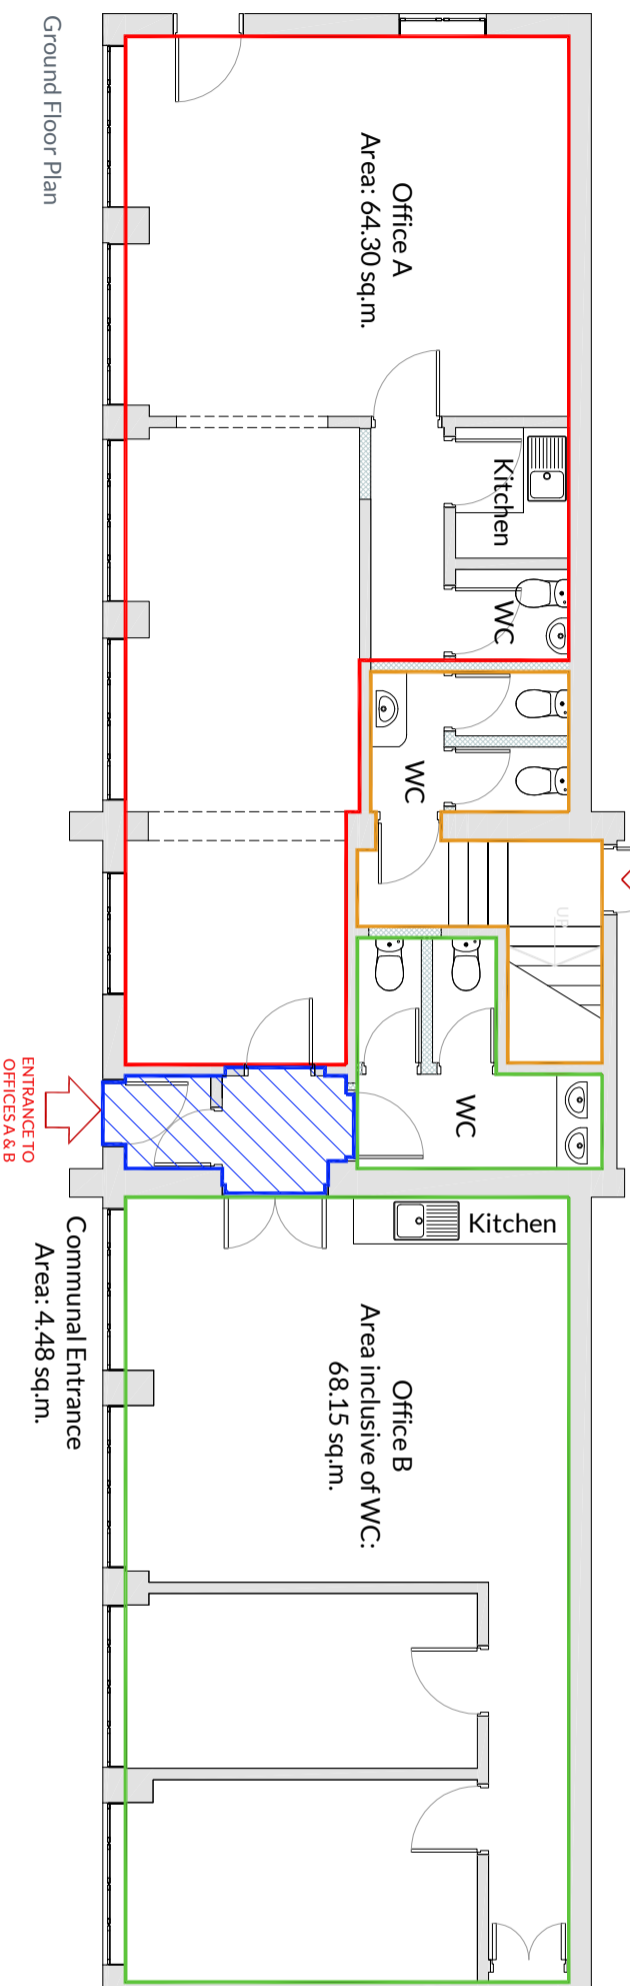 Ground Floor Plan
Office A
Area: 64.30 sq.m.
Kitchen
WC
WC
UP
WC
ENTRANCE TO
OFFICES A & B
Communal Entrance
Area: 4.48 sq.m.
Kitchen
Office B
Area inclusive of WC:
68.15 sq.m.